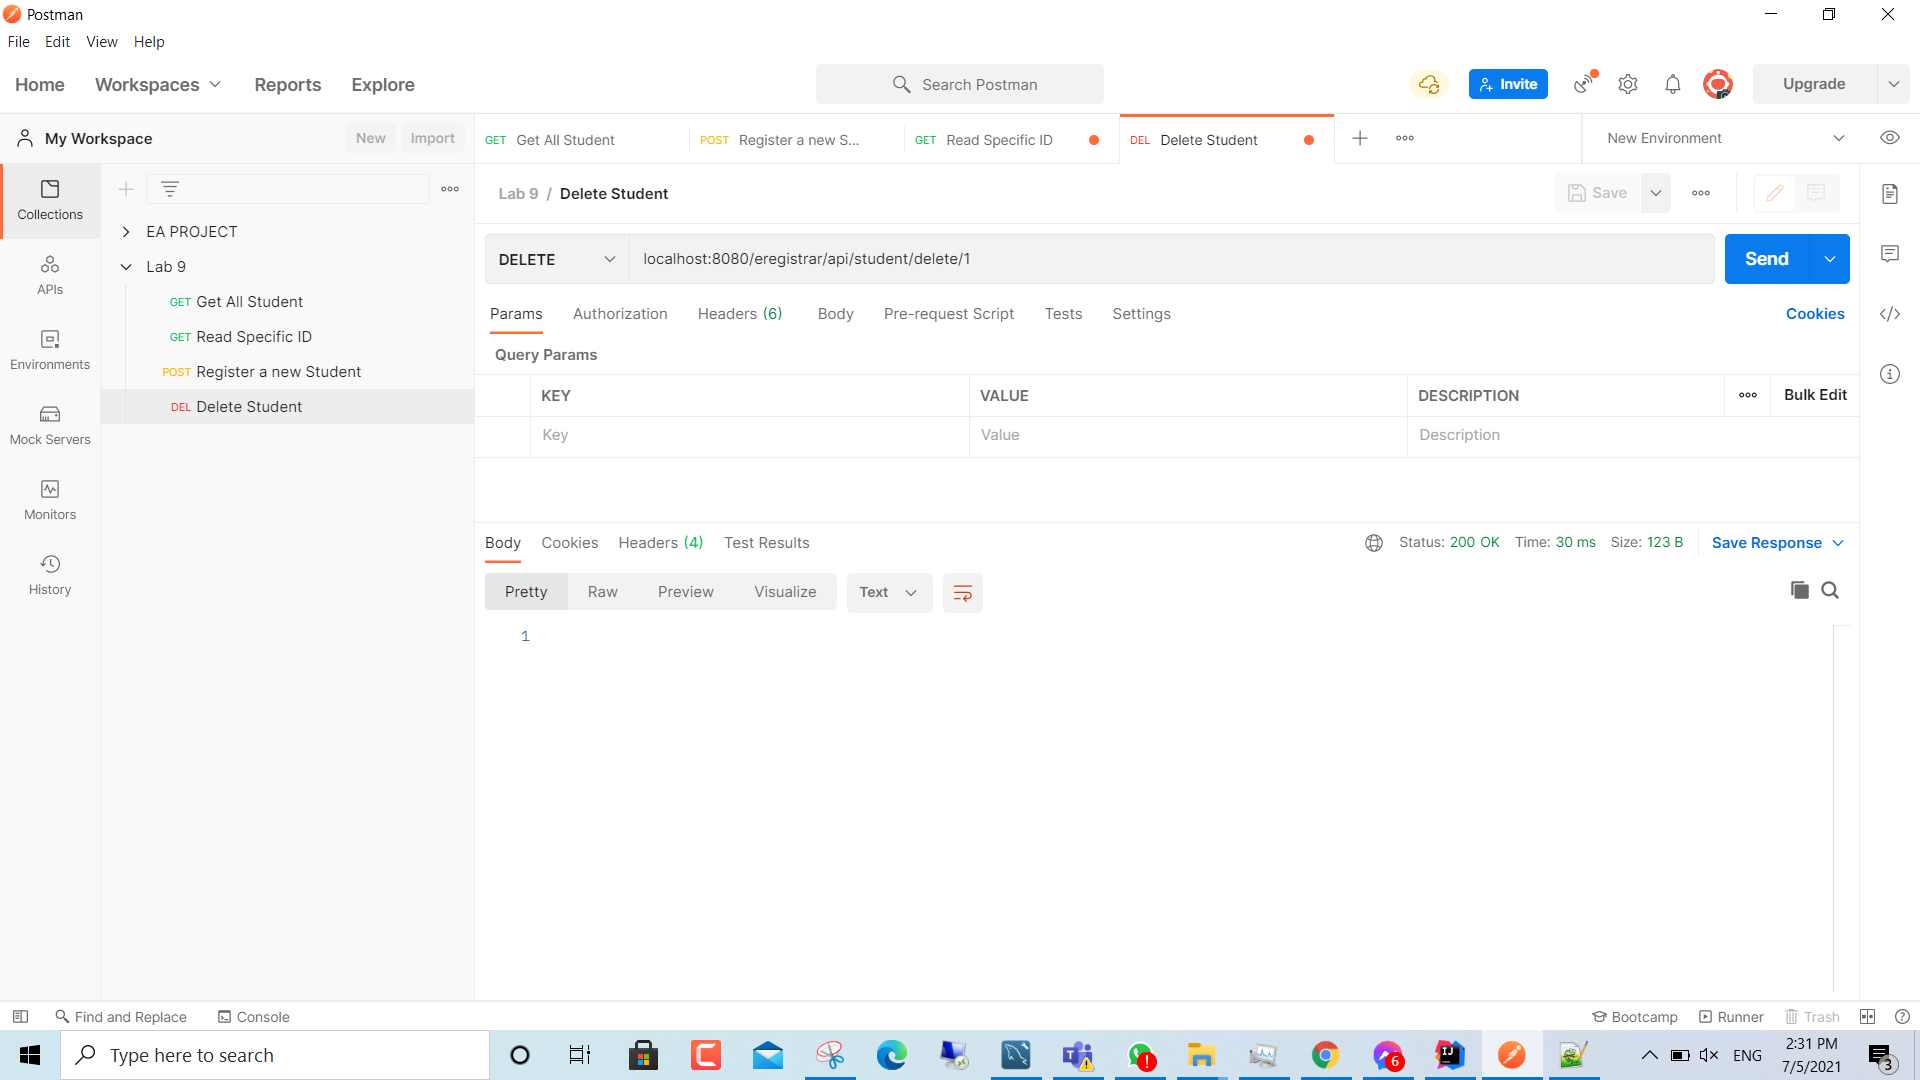 Postman
File Edit View Help
Home Workspaces Reports Explore Search Postman Invite Upgrade
My Workspace New Import GET Get All Student POST Register a new S... GET Read Specific ID DEL Delete Student New Environment
Collections
APIs
Environments
Mock Servers
Monitors
History
EA PROJECT
Lab 9
GET Get All Student
GET Read Specific ID
POST Register a new Student
DEL Delete Student
Lab 9 / Delete Student Save
DELETE localhost:8080/eregistrar/api/student/delete/1 Send
Params Authorization Headers (6) Body Pre-request Script Tests Settings Cookies
Query Params
KEY VALUE DESCRIPTION Bulk Edit
Key Value Description
Body Cookies Headers (4) Test Results Status: 200 OK Time: 30 ms Size: 123 B Save Response
Pretty Raw Preview Visualize Text
1
Find and Replace Console Bootcamp Runner Trash
Type here to search 6 ENG 2:31 PM
7/5/2021 3